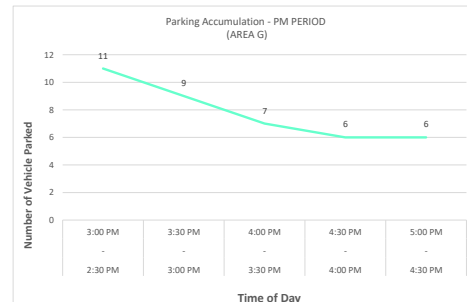 Parking Accumulation - PM PERIOD
(AREA G)
Number of Vehicle Parked
12
10
8
6
4
2
0
11
9
7
6
6
3:00 PM 3:30 PM 4:00 PM 4:30 PM 5:00 PM
- - - - -
2:30 PM 3:00 PM 3:30 PM 4:00 PM 4:30 PM
Time of Day